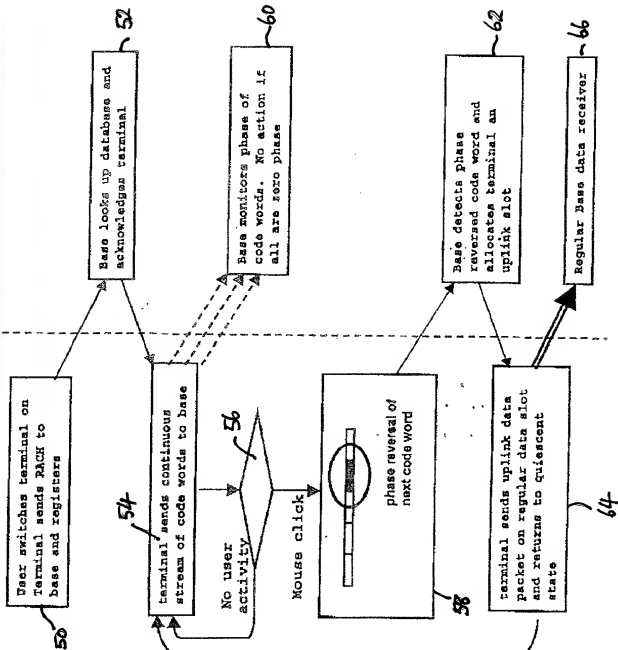 50
User switches terminal on
Terminal sends RACH to
base and registers
52
Base looks up database and
acknowledges terminal
54
terminal sends continuous
stream of code words to base
60
Base monitors phase of
code words. No action if
all are zero phase
56
No user
activity
Mouse click
58
phase reversal of
next code word
62
Base detects phase
reversed code word and
allocates terminal an
uplink slot
64
terminal sends uplink data
packet on regular data slot
and returns to quiescent
state
66
Regular Base data receiver